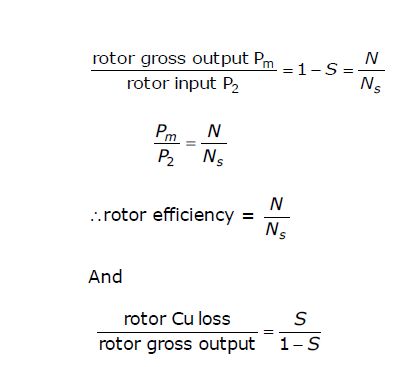 rotor gross output Pm / rotor input P2 = 1 – S = N / Ns
Pm / P2 = N / Ns
∴rotor efficiency = N / Ns
And
rotor Cu loss / rotor gross output = S / 1 – S